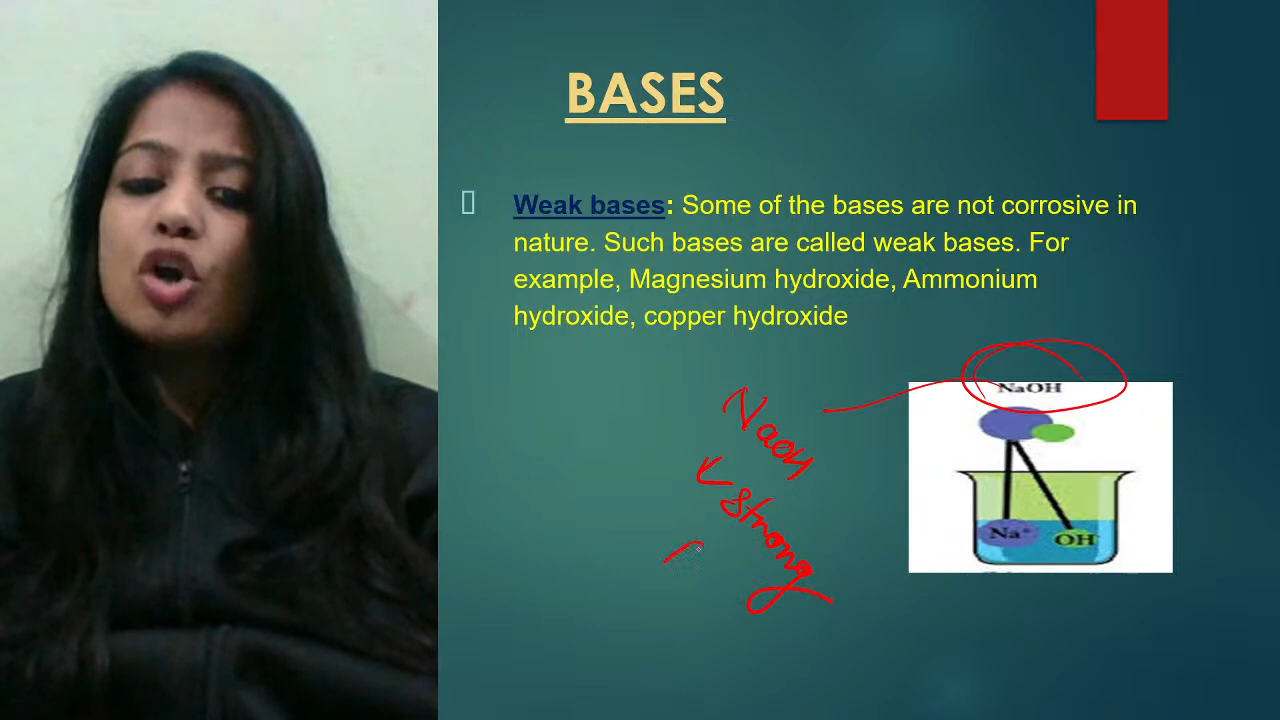 BASES
Weak bases: Some of the bases are not corrosive in
nature. Such bases are called weak bases. For
example, Magnesium hydroxide, Ammonium
hydroxide, copper hydroxide
NaOH
NaOH
strong
Na⁺
OH